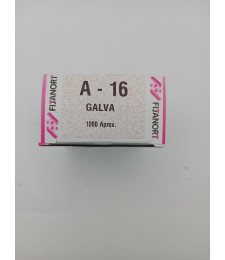 FIJANORT
A - 16
GALVA
1000 Aprox.
FIJANORT